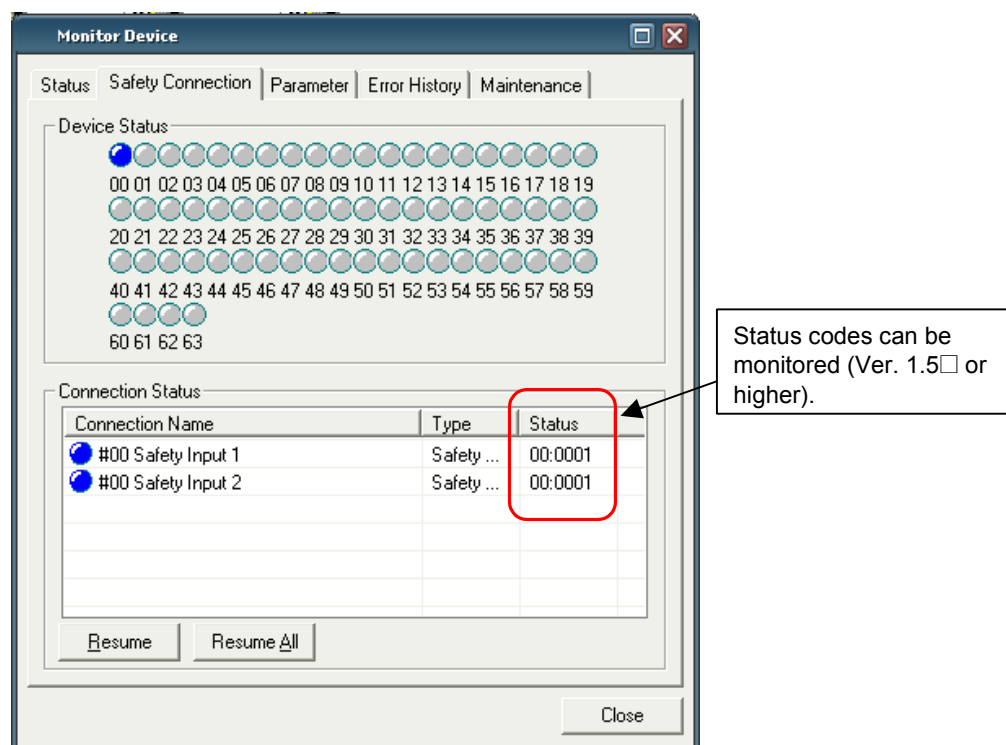 Monitor Device
Status Safety Connection Parameter Error History Maintenance
Device Status
00 01 02 03 04 05 06 07 08 09 10 11 12 13 14 15 16 17 18 19
20 21 22 23 24 25 26 27 28 29 30 31 32 33 34 35 36 37 38 39
40 41 42 43 44 45 46 47 48 49 50 51 52 53 54 55 56 57 58 59
60 61 62 63
Connection Status
Connection Name Type Status
#00 Safety Input 1 Safety ... 00:0001
#00 Safety Input 2 Safety ... 00:0001
Resume Resume All
Close
Status codes can be
monitored (Ver. 1.5□ or
higher).